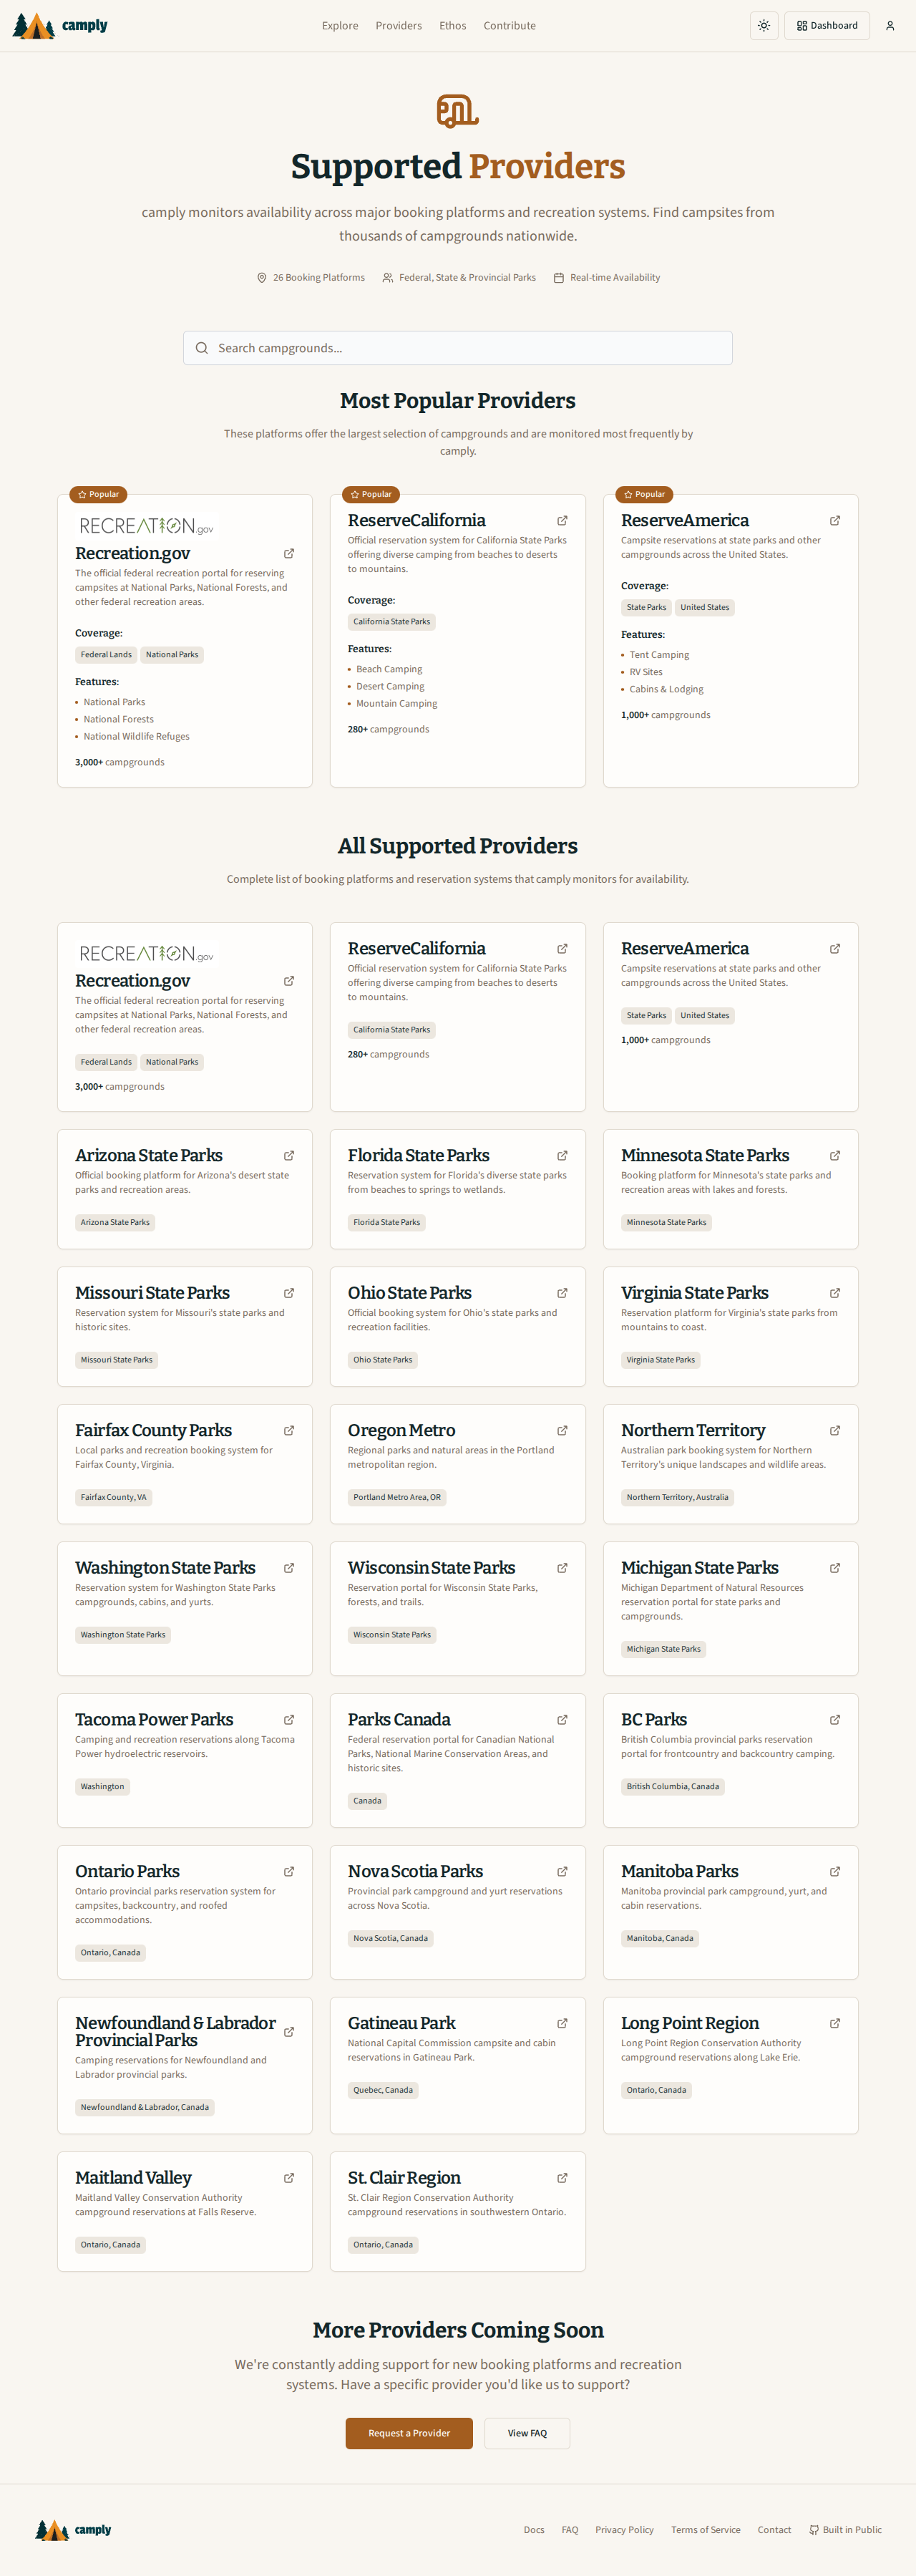 camply
Explore
Providers
Ethos
Contribute
Dashboard
Supported Providers
camply monitors availability across major booking platforms and recreation systems. Find campsites from
thousands of campgrounds nationwide.
26 Booking Platforms
Federal, State & Provincial Parks
Real-time Availability
Search campgrounds...
Most Popular Providers
These platforms offer the largest selection of campgrounds and are monitored most frequently by
camply.
Popular
RECREATION.gov
Recreation.gov
The official federal recreation portal for reserving
campsites at National Parks, National Forests, and
other federal recreation areas.
Coverage:
Federal Lands
National Parks
Features:
National Parks
National Forests
National Wildlife Refuges
3,000+ campgrounds
Popular
ReserveCalifornia
Official reservation system for California State Parks
offering diverse camping from beaches to deserts
to mountains.
Coverage:
California State Parks
Features:
Beach Camping
Desert Camping
Mountain Camping
280+ campgrounds
Popular
ReserveAmerica
Campsite reservations at state parks and other
campgrounds across the United States.
Coverage:
State Parks
United States
Features:
Tent Camping
RV Sites
Cabins & Lodging
1,000+ campgrounds
All Supported Providers
Complete list of booking platforms and reservation systems that camply monitors for availability.
RECREATION.gov
Recreation.gov
The official federal recreation portal for reserving
campsites at National Parks, National Forests, and
other federal recreation areas.
Federal Lands
National Parks
3,000+ campgrounds
ReserveCalifornia
Official reservation system for California State Parks
offering diverse camping from beaches to deserts
to mountains.
California State Parks
280+ campgrounds
ReserveAmerica
Campsite reservations at state parks and other
campgrounds across the United States.
State Parks
United States
1,000+ campgrounds
Arizona State Parks
Official booking platform for Arizona's desert state
parks and recreation areas.
Arizona State Parks
Florida State Parks
Reservation system for Florida's diverse state parks
from beaches to springs to wetlands.
Florida State Parks
Minnesota State Parks
Booking platform for Minnesota's state parks and
recreation areas with lakes and forests.
Minnesota State Parks
Missouri State Parks
Reservation system for Missouri's state parks and
historic sites.
Missouri State Parks
Ohio State Parks
Official booking system for Ohio's state parks and
recreation facilities.
Ohio State Parks
Virginia State Parks
Reservation platform for Virginia's state parks from
mountains to coast.
Virginia State Parks
Fairfax County Parks
Local parks and recreation booking system for
Fairfax County, Virginia.
Fairfax County, VA
Oregon Metro
Regional parks and natural areas in the Portland
metropolitan region.
Portland Metro Area, OR
Northern Territory
Australian park booking system for Northern
Territory's unique landscapes and wildlife areas.
Northern Territory, Australia
Washington State Parks
Reservation system for Washington State Parks
campgrounds, cabins, and yurts.
Washington State Parks
Wisconsin State Parks
Reservation portal for Wisconsin State Parks,
forests, and trails.
Wisconsin State Parks
Michigan State Parks
Michigan Department of Natural Resources
reservation portal for state parks and
campgrounds.
Michigan State Parks
Tacoma Power Parks
Camping and recreation reservations along Tacoma
Power hydroelectric reservoirs.
Washington
Parks Canada
Federal reservation portal for Canadian National
Parks, National Marine Conservation Areas, and
historic sites.
Canada
BC Parks
British Columbia provincial parks reservation
portal for frontcountry and backcountry camping.
British Columbia, Canada
Ontario Parks
Ontario provincial parks reservation system for
campsites, backcountry, and roofed
accommodations.
Ontario, Canada
Nova Scotia Parks
Provincial park campground and yurt reservations
across Nova Scotia.
Nova Scotia, Canada
Manitoba Parks
Manitoba provincial park campground, yurt, and
cabin reservations.
Manitoba, Canada
Newfoundland & Labrador
Provincial Parks
Camping reservations for Newfoundland and
Labrador provincial parks.
Newfoundland & Labrador, Canada
Gatineau Park
National Capital Commission campsite and cabin
reservations in Gatineau Park.
Quebec, Canada
Long Point Region
Long Point Region Conservation Authority
campground reservations along Lake Erie.
Ontario, Canada
Maitland Valley
Maitland Valley Conservation Authority
campground reservations at Falls Reserve.
Ontario, Canada
St. Clair Region
St. Clair Region Conservation Authority
campground reservations in southwestern Ontario.
Ontario, Canada
More Providers Coming Soon
We're constantly adding support for new booking platforms and recreation
systems. Have a specific provider you'd like us to support?
Request a Provider
View FAQ
camply
Docs
FAQ
Privacy Policy
Terms of Service
Contact
Built in Public